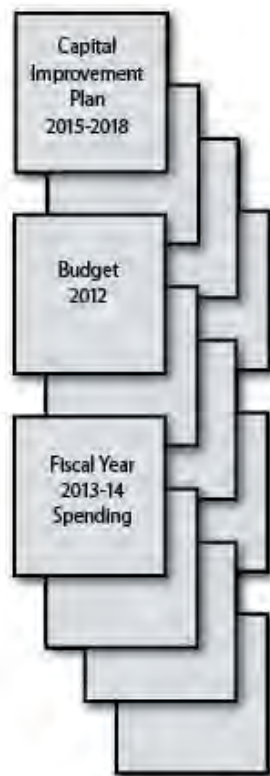 Capital
Improvement
Plan
2015-2018
Budget
2012
Fiscal Year
2013-14
Spending